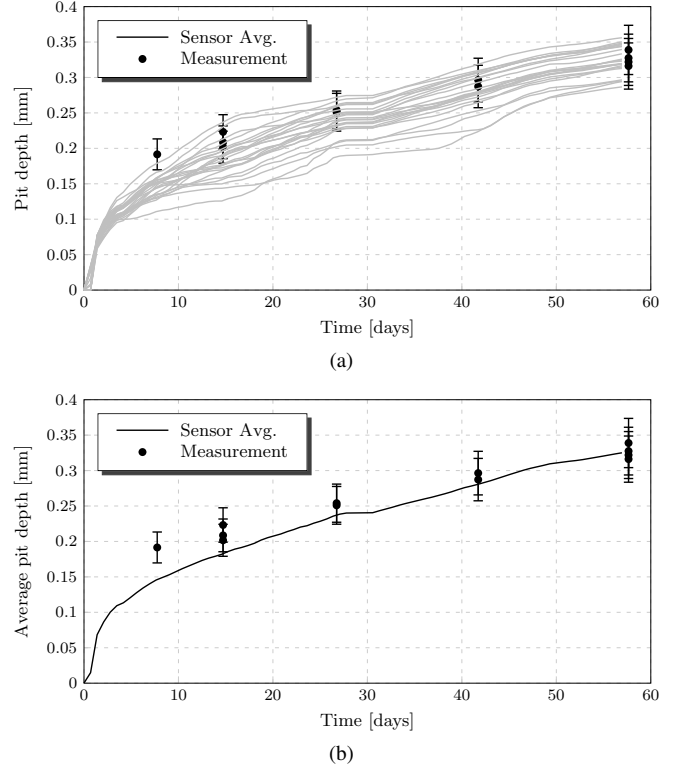 0.4
0.35
0.3
0.25
0.2
0.15
0.1
0.05
0
Pit depth [mm]
Sensor Avg.
Measurement
0 10 20 30 40 50 60
Time [days]
(a)
0.4
0.35
0.3
0.25
0.2
0.15
0.1
0.05
0
Average pit depth [mm]
Sensor Avg.
Measurement
0 10 20 30 40 50 60
Time [days]
(b)